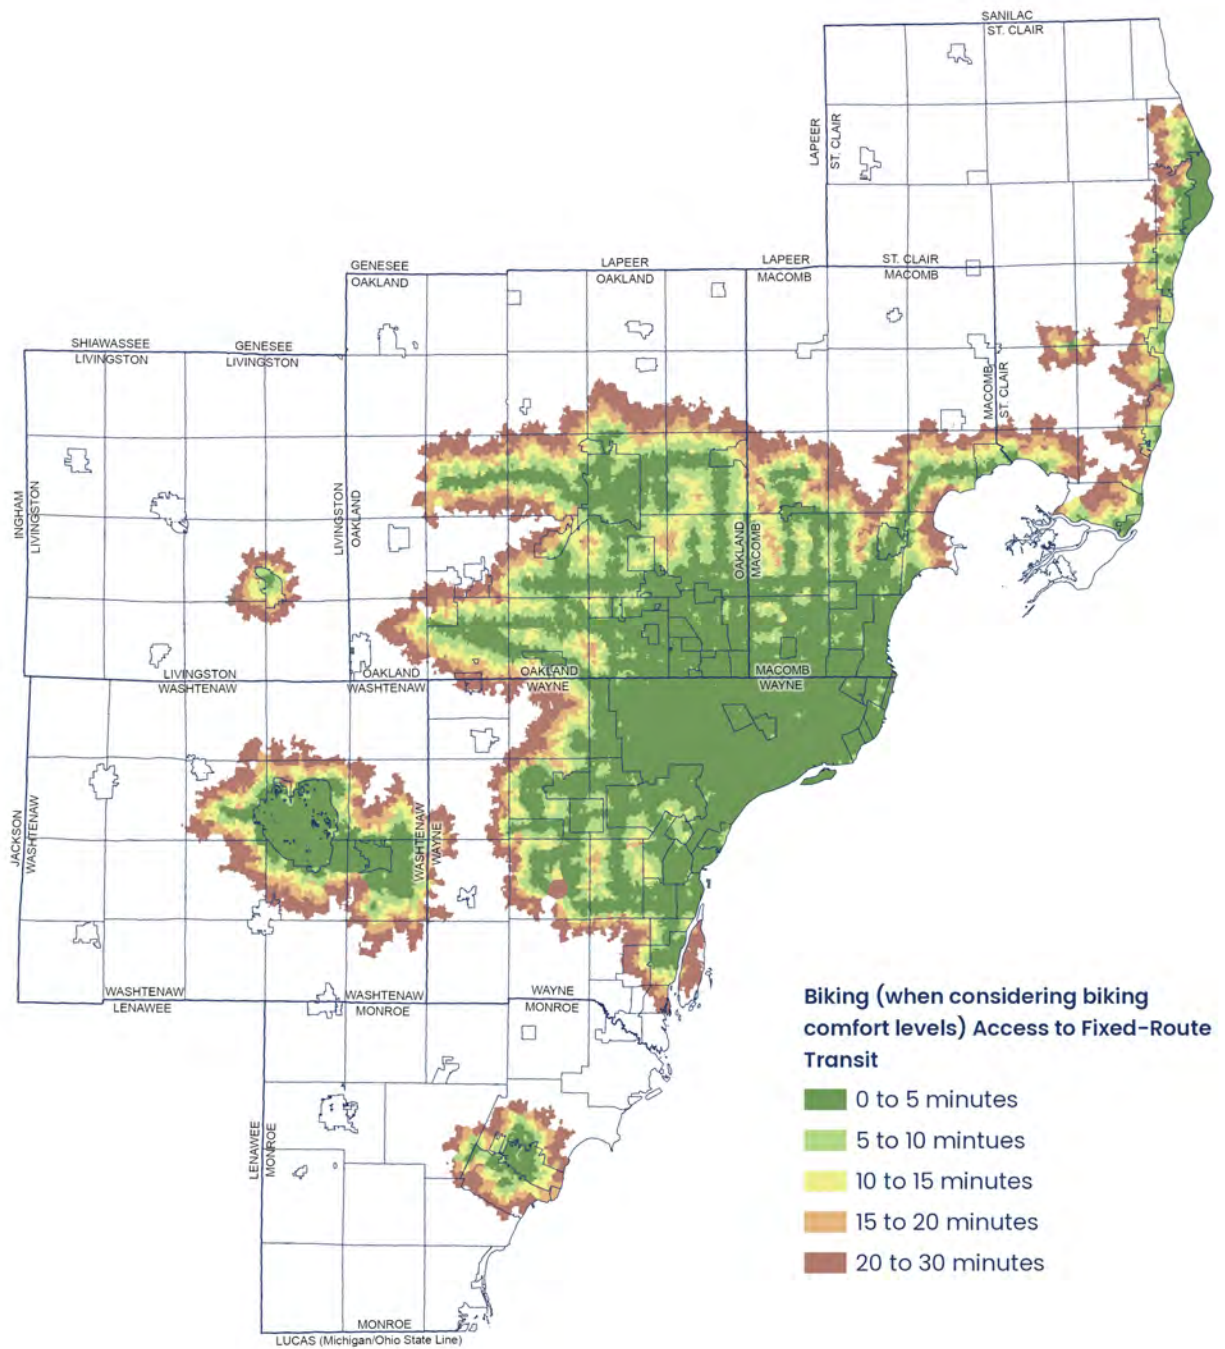 SANILAC
ST. CLAIR
LAPEER
ST. CLAIR
GENESEE
OAKLAND
LAPEER
OAKLAND
LAPEER
MACOMB
ST. CLAIR
MACOMB
SHIAWASSEE
LIVINGSTON
GENESEE
LIVINGSTON
MACOMB
ST. CLAIR
INGHAM
LIVINGSTON
LIVINGSTON
OAKLAND
OAKLAND
MACOMB
LIVINGSTON
WASHTENAW
OAKLAND
WASHTENAW
OAKLAND
WAYNE
MACOMB
WAYNE
JACKSON
WASHTENAW
WASHTENAW
WAYNE
WASHTENAW
LENAWEE
WASHTENAW
MONROE
WAYNE
MONROE
LENAWEE
MONROE
MONROE
LUCAS (Michigan/Ohio State Line)
Biking (when considering biking
comfort levels) Access to Fixed-Route
Transit
0 to 5 minutes
5 to 10 mintues
10 to 15 minutes
15 to 20 minutes
20 to 30 minutes